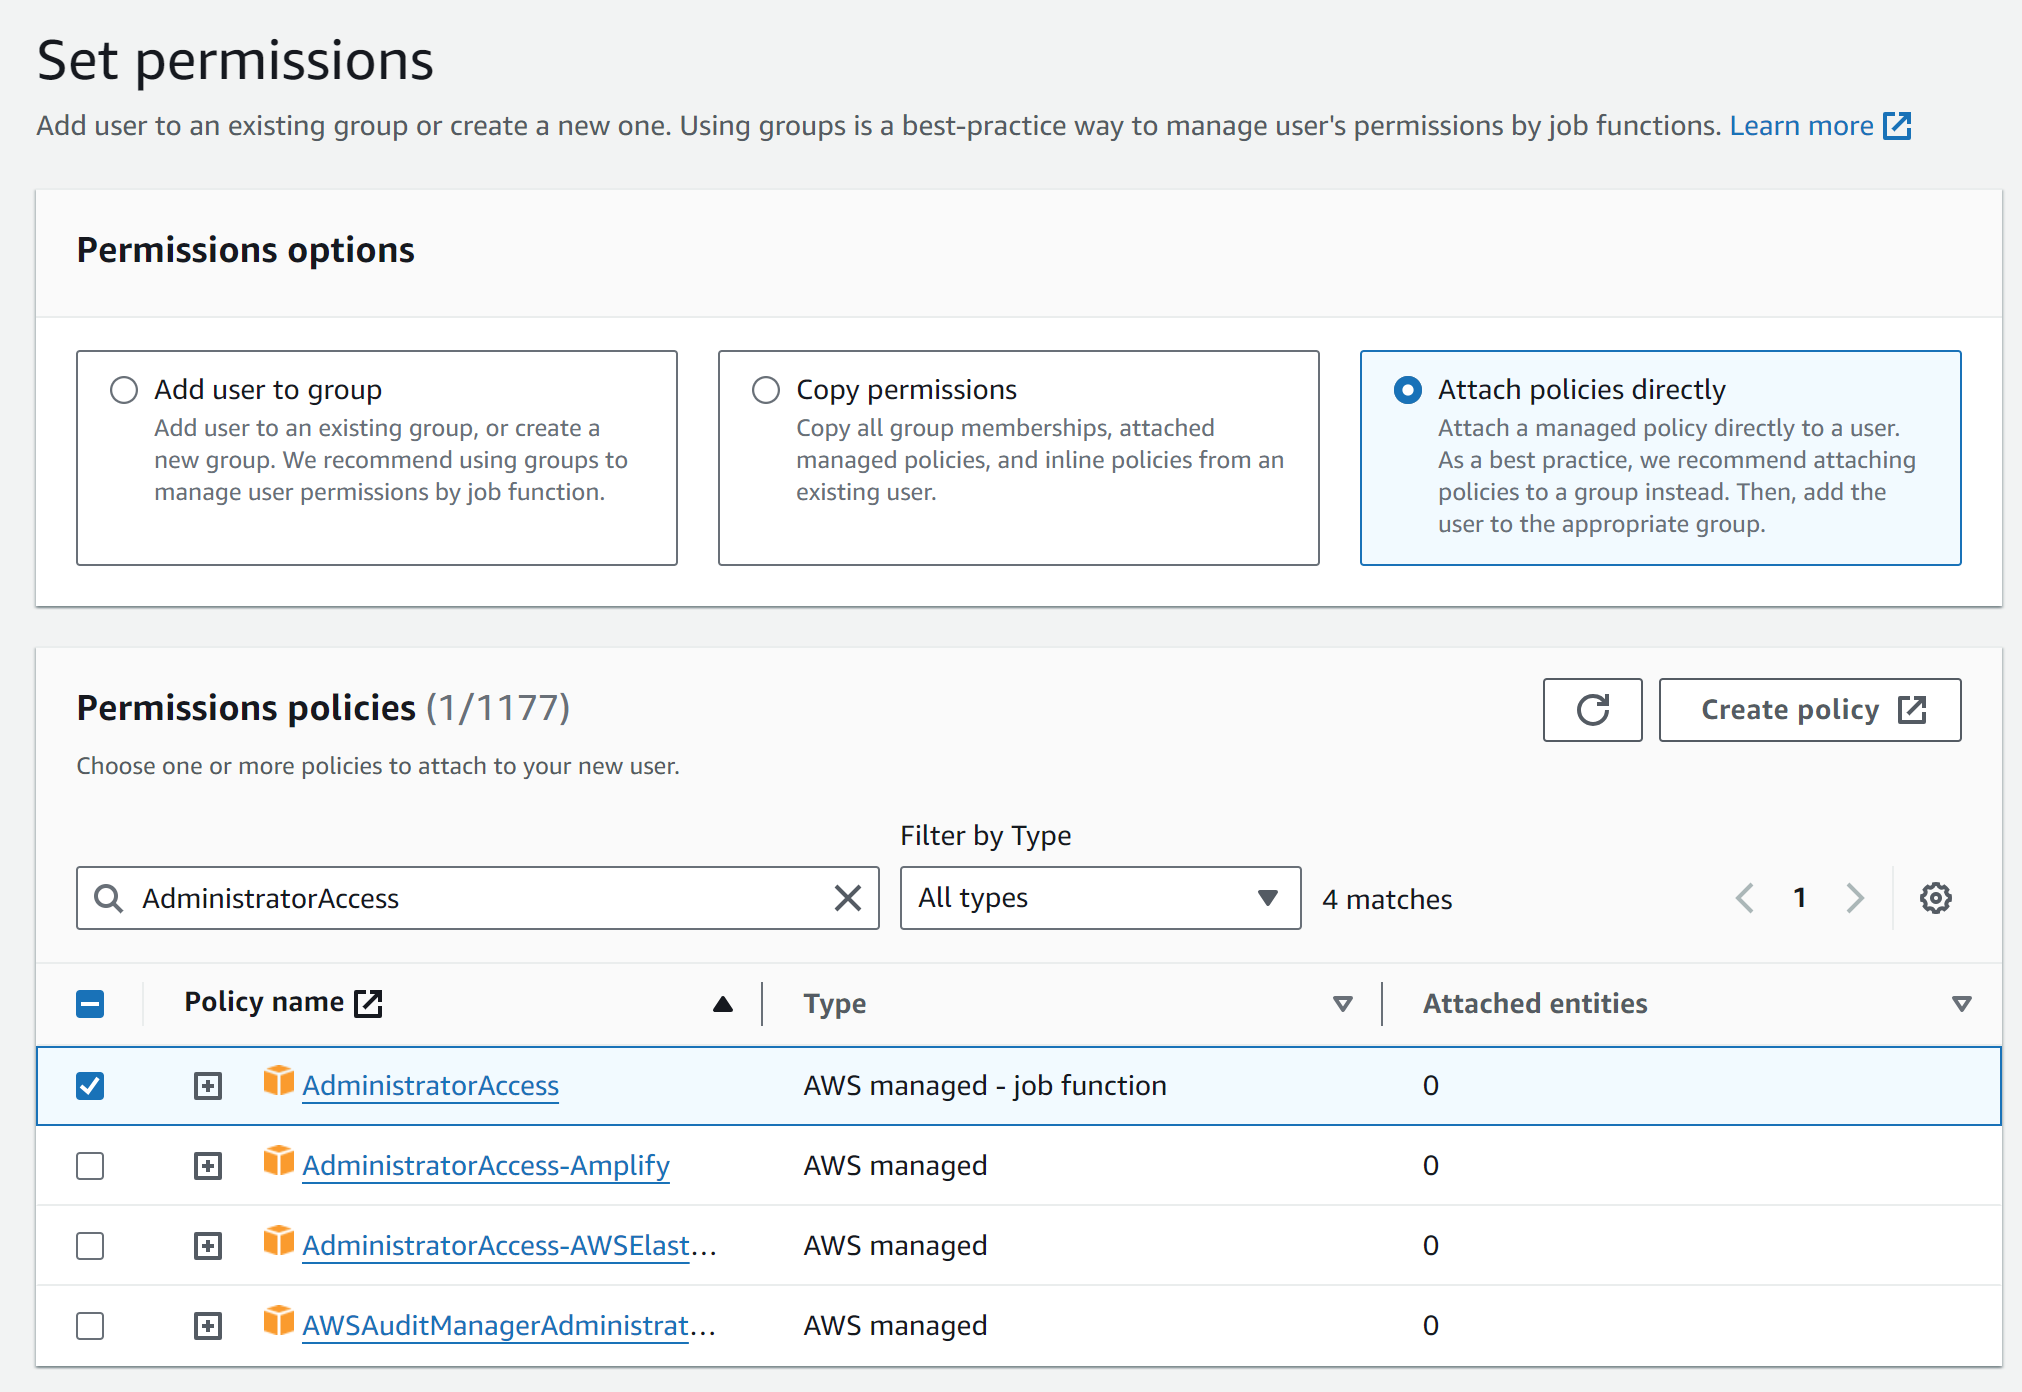 Set permissions
Add user to an existing group or create a new one. Using groups is a best-practice way to manage user's permissions by job functions. Learn more
Permissions options
Add user to group
Add user to an existing group, or create a
new group. We recommend using groups to
manage user permissions by job function.
Copy permissions
Copy all group memberships, attached
managed policies, and inline policies from an
existing user.
Attach policies directly
Attach a managed policy directly to a user.
As a best practice, we recommend attaching
policies to a group instead. Then, add the
user to the appropriate group.
Permissions policies (1/1177)
Create policy
Choose one or more policies to attach to your new user.
Filter by Type
AdministratorAccess
All types
4 matches
1
Policy name
Type
Attached entities
AdministratorAccess
AWS managed - job function
0
AdministratorAccess-Amplify
AWS managed
0
AdministratorAccess-AWSElast...
AWS managed
0
AWSAuditManagerAdministrat...
AWS managed
0